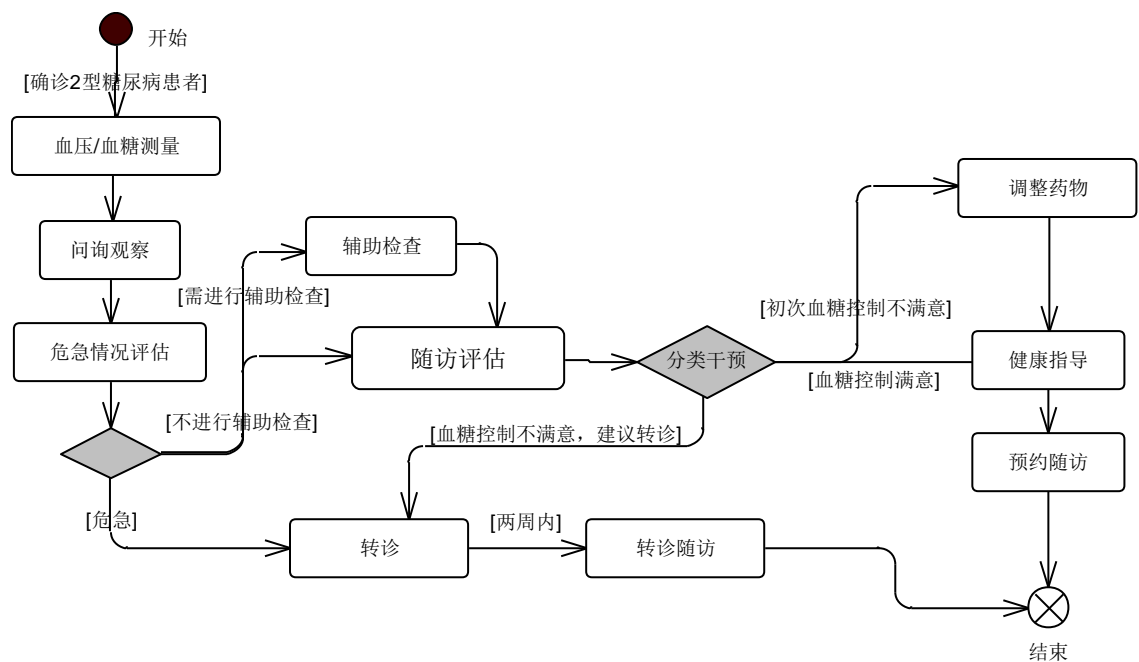 开始
[确诊2型糖尿病患者]
血压/血糖测量
调整药物
问询观察
辅助检查
[需进行辅助检查]
[初次血糖控制不满意]
危急情况评估
随访评估
分类干预
健康指导
[血糖控制满意]
[不进行辅助检查]
[血糖控制不满意，建议转诊]
预约随访
[危急]
[两周内]
转诊
转诊随访
结束